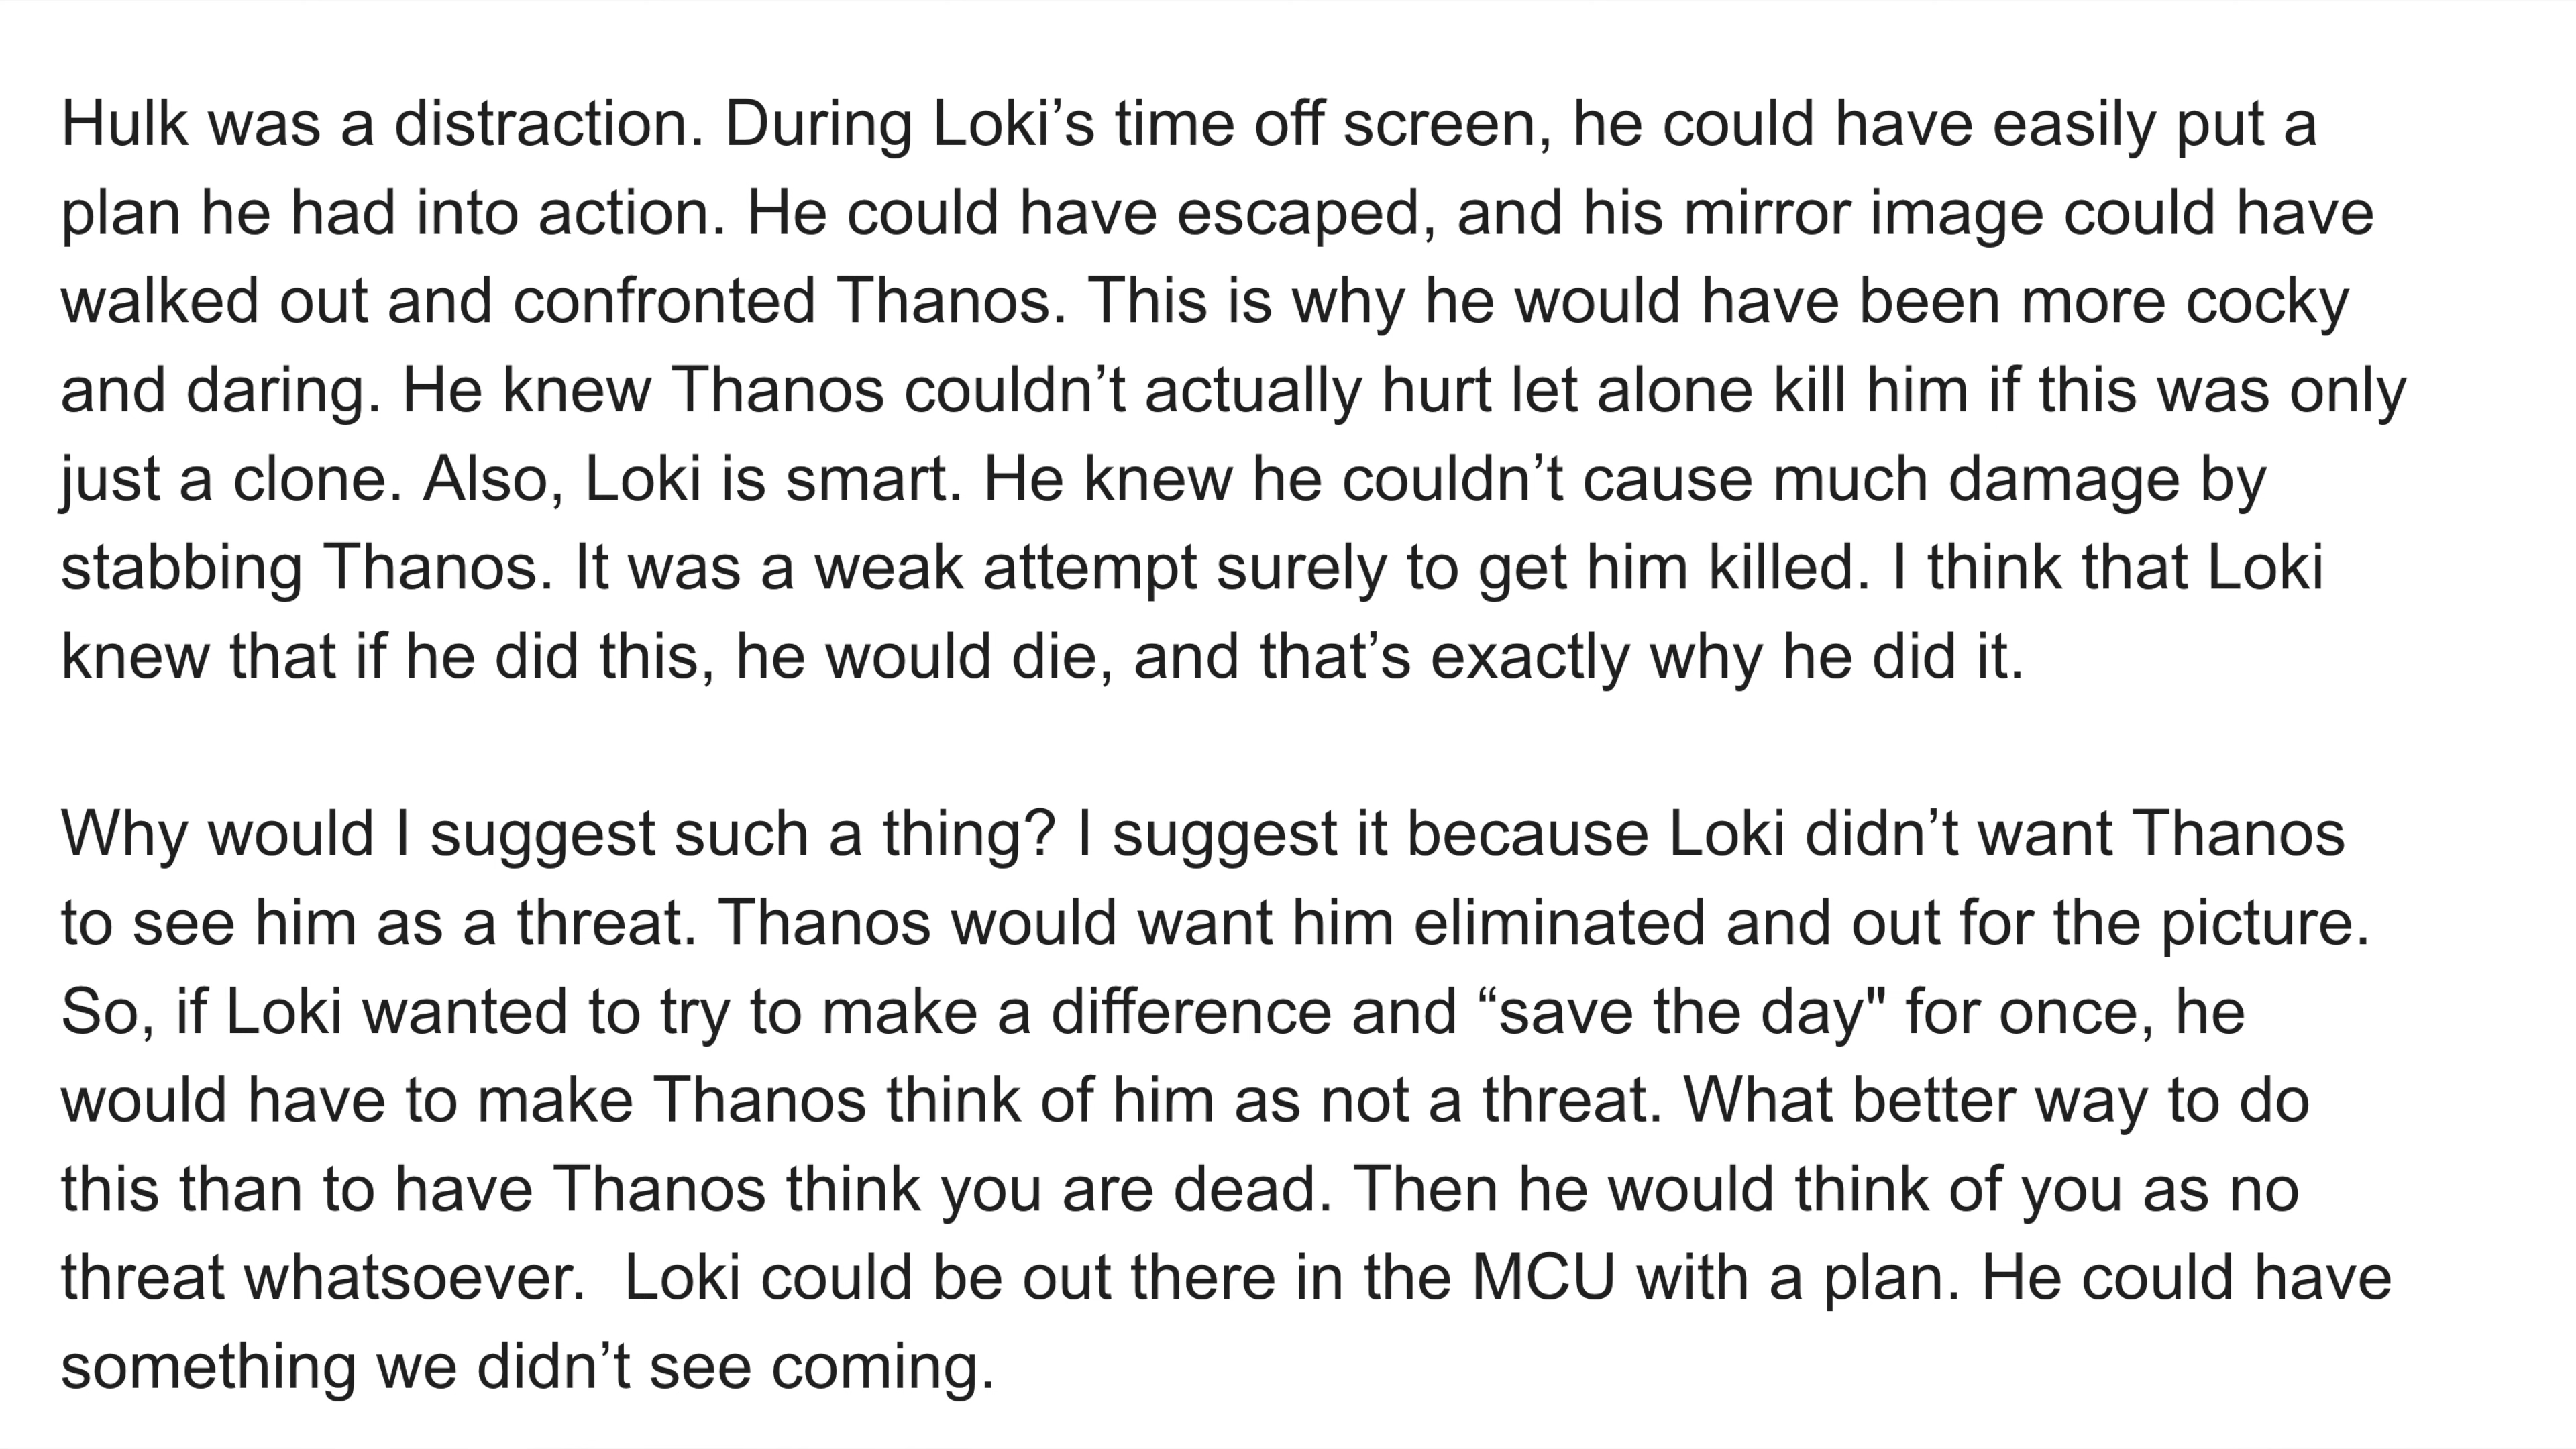 Hulk was a distraction. During Loki’s time off screen, he could have easily put a
plan he had into action. He could have escaped, and his mirror image could have
walked out and confronted Thanos. This is why he would have been more cocky
and daring. He knew Thanos couldn’t actually hurt let alone kill him if this was only
just a clone. Also, Loki is smart. He knew he couldn’t cause much damage by
stabbing Thanos. It was a weak attempt surely to get him killed. I think that Loki
knew that if he did this, he would die, and that’s exactly why he did it.
Why would I suggest such a thing? I suggest it because Loki didn’t want Thanos
to see him as a threat. Thanos would want him eliminated and out for the picture.
So, if Loki wanted to try to make a difference and “save the day" for once, he
would have to make Thanos think of him as not a threat. What better way to do
this than to have Thanos think you are dead. Then he would think of you as no
threat whatsoever.  Loki could be out there in the MCU with a plan. He could have
something we didn’t see coming.